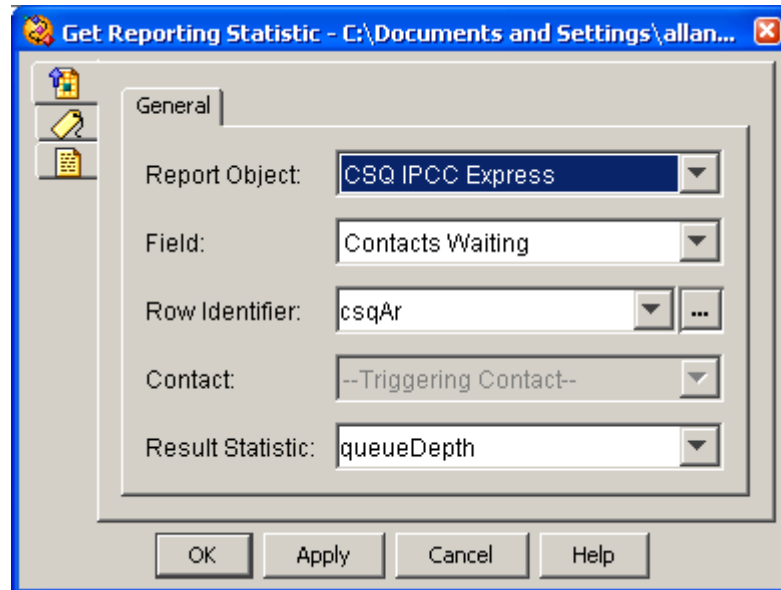 Get Reporting Statistic - C:\Documents and Settings\allan...
General
Report Object: CSQ IPCC Express
Field: Contacts Waiting
Row Identifier: csqAr ...
Contact: --Triggering Contact--
Result Statistic: queueDepth
OK Apply Cancel Help